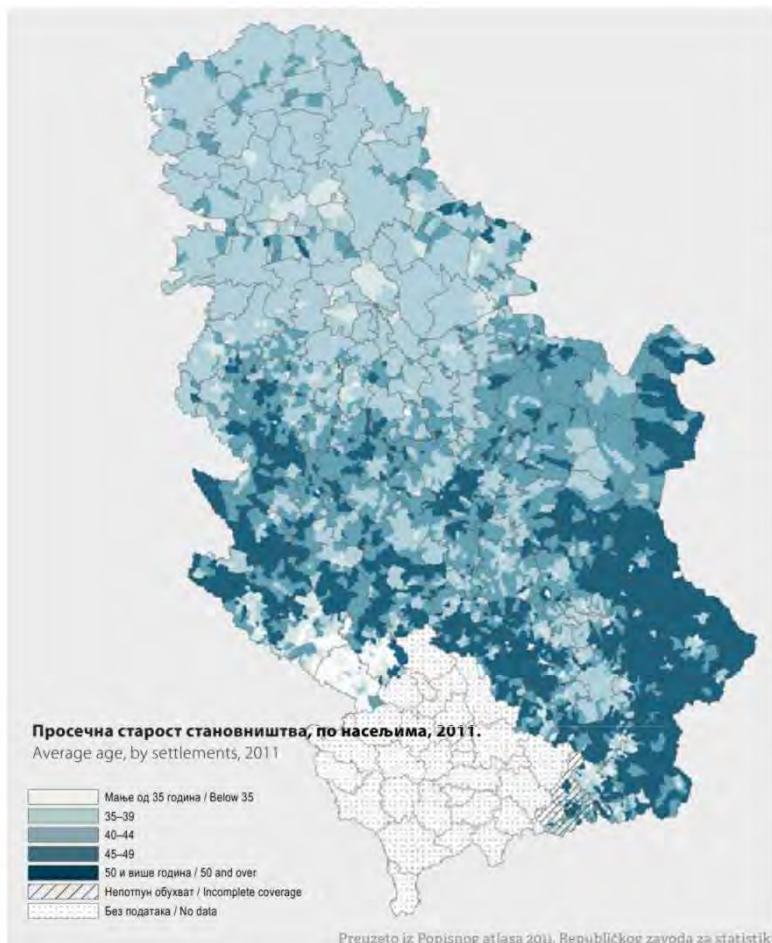 Просечна старост становништва, по насељима, 2011.
Average age, by settlements, 2011
Мање од 35 година / Below 35
35–39
40–44
45–49
50 и више година / 50 and over
Непотпун обухват / Incomplete coverage
Без података / No data
Preuzeto iz Popisnog atlasa 2011, Republičkog zavoda za statistik